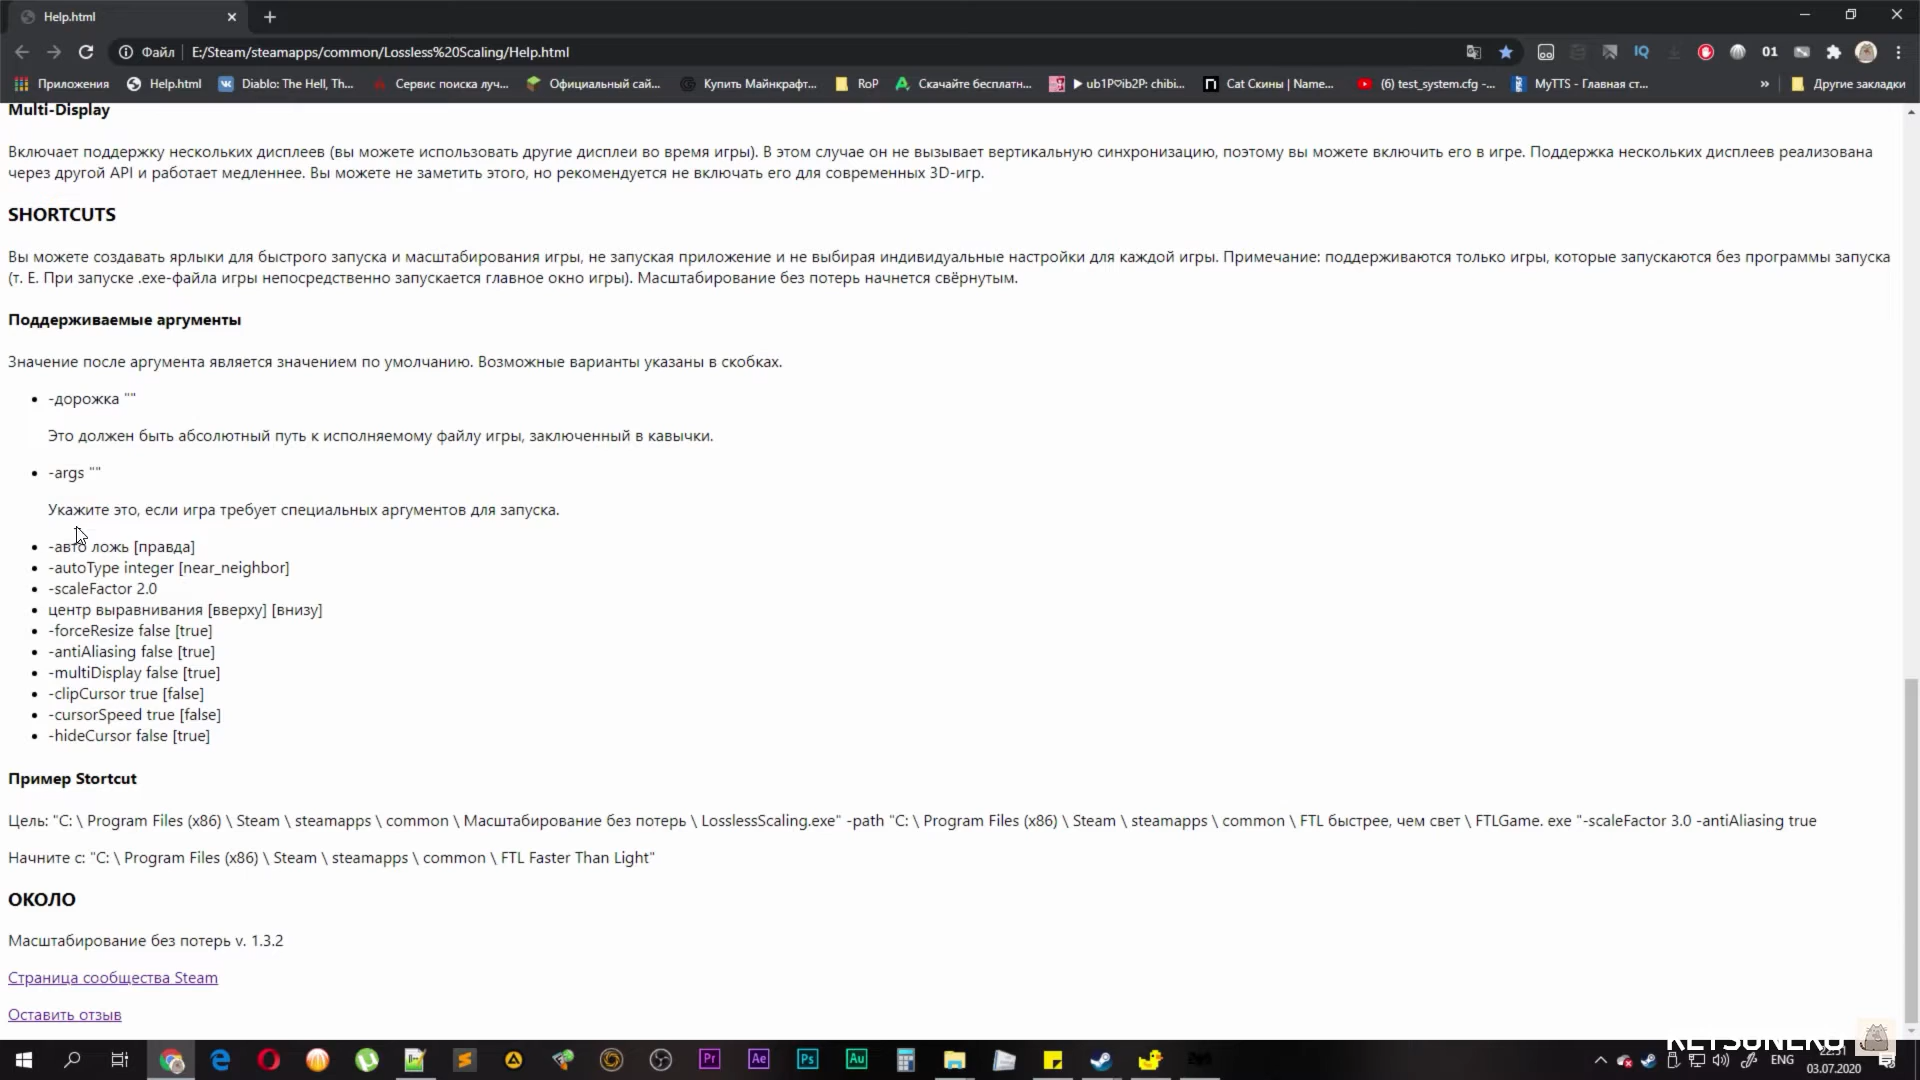 Help.html
Файл
E:/Steam/steamapps/common/Lossless%20Scaling/Help.html
IQ
01
Приложения
Help.html
Diablo: The Hell, Th...
Сервис поиска луч...
Официальный сай...
Купить Майнкрафт...
RoP
Скачайте бесплатн...
▶ ub1P♡ib2P: chibi...
Cat Скины | Name...
(6) test_system.cfg -...
MyTTS - Главная ст...
»
Другие закладки
Multi-Display
Включает поддержку нескольких дисплеев (вы можете использовать другие дисплеи во время игры). В этом случае он не вызывает вертикальную синхронизацию, поэтому вы можете включить его в игре. Поддержка нескольких дисплеев реализована
через другой API и работает медленнее. Вы можете не заметить этого, но рекомендуется не включать его для современных 3D-игр.
SHORTCUTS
Вы можете создавать ярлыки для быстрого запуска и масштабирования игры, не запуская приложение и не выбирая индивидуальные настройки для каждой игры. Примечание: поддерживаются только игры, которые запускаются без программы запуска
(т. Е. При запуске .exe-файла игры непосредственно запускается главное окно игры). Масштабирование без потерь начнется свёрнутым.
Поддерживаемые аргументы
Значение после аргумента является значением по умолчанию. Возможные варианты указаны в скобках.
• -дорожка ""
Это должен быть абсолютный путь к исполняемому файлу игры, заключенный в кавычки.
• -args ""
Укажите это, если игра требует специальных аргументов для запуска.
• -авто ложь [правда]
• -autoType integer [near_neighbor]
• -scaleFactor 2.0
• центр выравнивания [вверху] [внизу]
• -forceResize false [true]
• -antiAliasing false [true]
• -multiDisplay false [true]
• -clipCursor true [false]
• -cursorSpeed true [false]
• -hideCursor false [true]
Пример Stortcut
Цель: "C: \ Program Files (x86) \ Steam \ steamapps \ common \ Масштабирование без потерь \ LosslessScaling.exe" -path "C: \ Program Files (x86) \ Steam \ steamapps \ common \ FTL быстрее, чем свет \ FTLGame. exe "-scaleFactor 3.0 -antiAliasing true
Начните с: "C: \ Program Files (x86) \ Steam \ steamapps \ common \ FTL Faster Than Light"
ОКОЛО
Масштабирование без потерь v. 1.3.2
Страница сообщества Steam
Оставить отзыв
Pr
Ae
Ps
Au
KETSUNEKO
ENG
22:51
03.07.2020